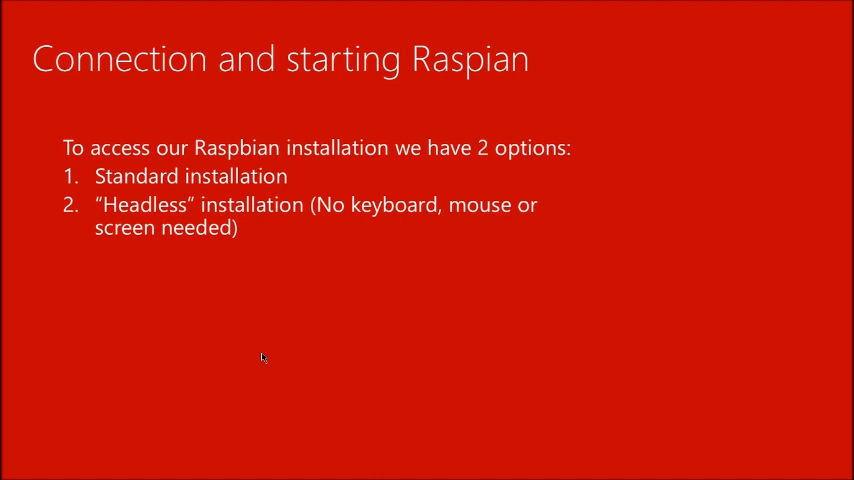 Connection and starting Raspian
To access our Raspbian installation we have 2 options:
1. Standard installation
2. “Headless” installation (No keyboard, mouse or
screen needed)